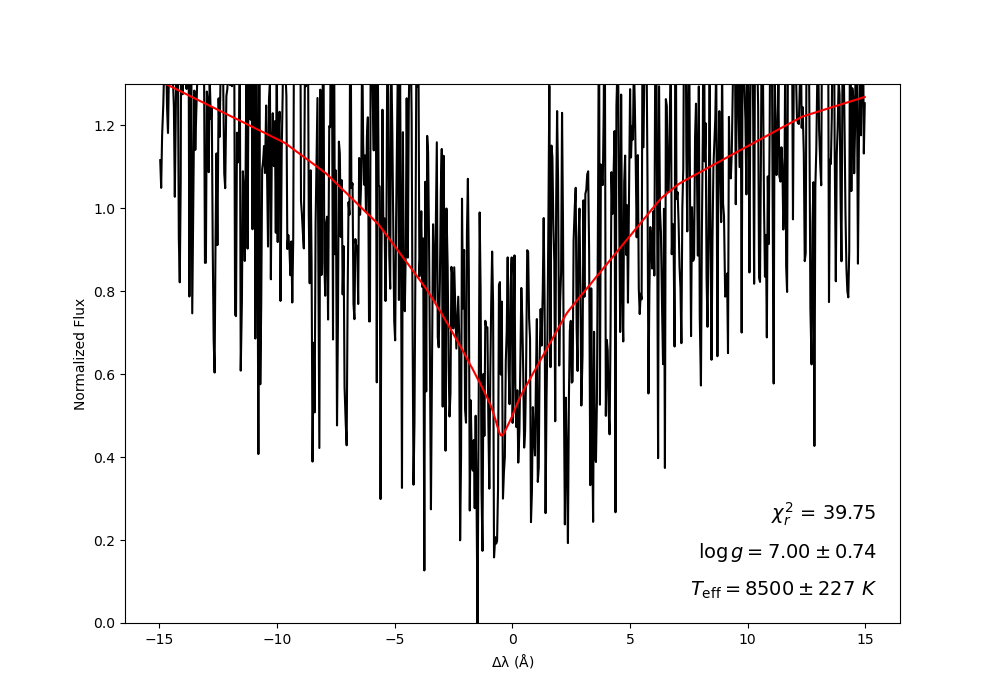 1.2
1.0
0.8
0.6
0.4
0.2
0.0
Normalized Flux
χ²ᵣ = 39.75
log g = 7.00 ± 0.74
T_eff = 8500 ± 227 K
−15 −10 −5 0 5 10 15
Δλ (Å)